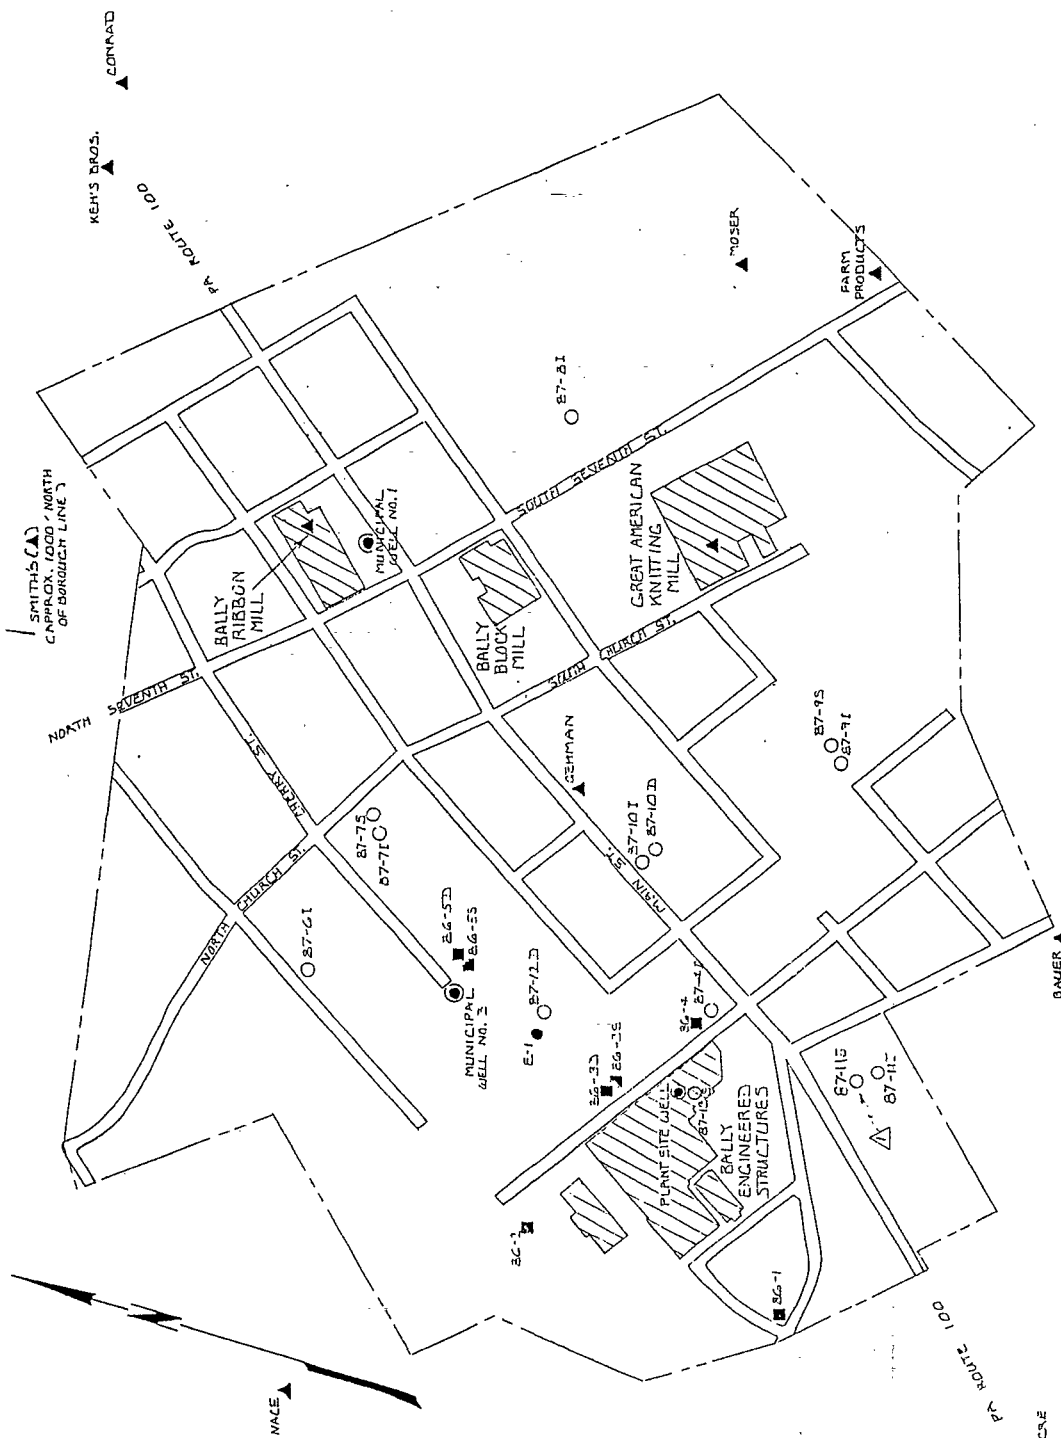 CONRAD
KEH'S BROS.
PA ROUTE 100
SMITH'S (▲)
(APPROX. 1000' NORTH
OF BOROUGH LINE)
MOSER
FARM
PRODUCTS
87-8I
SOUTH SEVENTH ST.
MUNICIPAL
WELL NO. 1
BALLY
RIBBON
MILL
GREAT AMERICAN
KNITTING
MILL
BALLY
BLOCK
MILL
SOUTH CHURCH ST.
NORTH SEVENTH ST.
CHERRY ST.
GEHMAN
87-9S
87-9I
87-7S
87-7I
87-10I
87-10D
MAIN ST.
NORTH CHURCH ST.
87-6I
86-5D
86-5S
MUNICIPAL
WELL NO. 3
87-12D
E-1
86-4
87-4I
86-3D
86-3S
BAUER
87-11S
87-11I
PLANT SITE WELL
BALLY
ENGINEERED
STRUCTURES
86-2
86-1
N
NACE
PA ROUTE 100